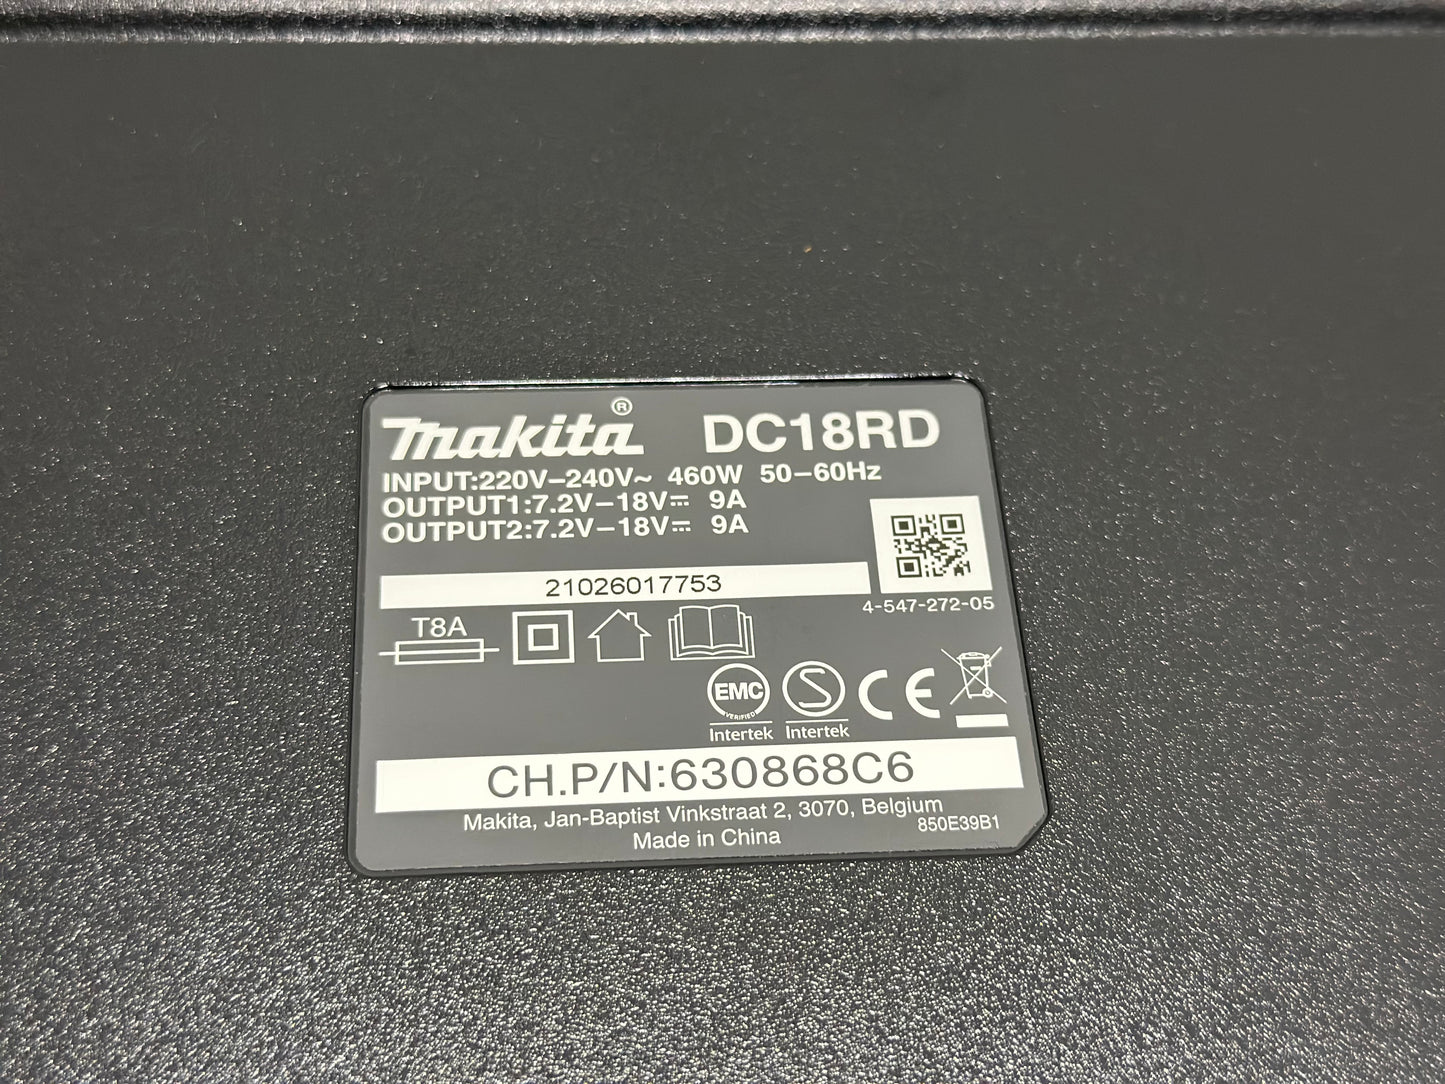 makita® DC18RD
INPUT:220V–240V~ 460W 50–60Hz
OUTPUT1:7.2V–18V⎓ 9A
OUTPUT2:7.2V–18V⎓ 9A
21026017753
4-547-272-05
T8A
EMC
VERIFIED
Intertek
S
Intertek
CE
CH.P/N:630868C6
Makita, Jan-Baptist Vinkstraat 2, 3070, Belgium
Made in China
850E39B1